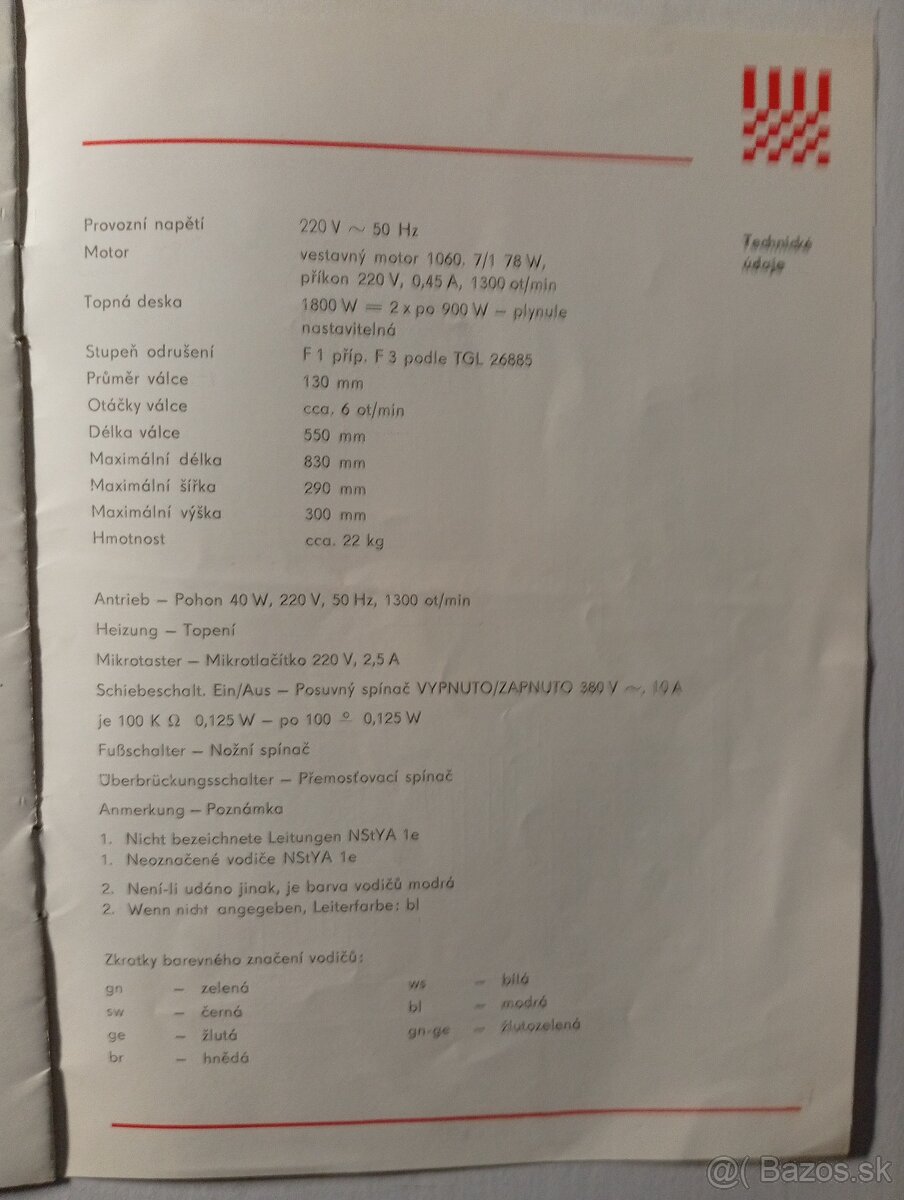 Technické
údaje
Provozní napětí 220 V ~ 50 Hz
Motor vestavný motor 1060. 7/1 78 W,
příkon 220 V, 0,45 A, 1300 ot/min
Topná deska 1800 W = 2 x po 900 W – plynule
nastavitelná
Stupeň odrušení F 1 příp. F 3 podle TGL 26885
Průměr válce 130 mm
Otáčky válce cca. 6 ot/min
Délka válce 550 mm
Maximální délka 830 mm
Maximální šířka 290 mm
Maximální výška 300 mm
Hmotnost cca. 22 kg
Antrieb – Pohon 40 W, 220 V, 50 Hz, 1300 ot/min
Heizung – Topení
Mikrotaster – Mikrotlačítko 220 V, 2,5 A
Schiebeschalt. Ein/Aus – Posuvný spínač VYPNUTO/ZAPNUTO 380 V ~, 10 A
je 100 K Ω 0,125 W – po 100 º 0,125 W
Fußschalter – Nožní spínač
Überbrückungsschalter – Přemosťovací spínač
Anmerkung – Poznámka
1. Nicht bezeichnete Leitungen NStYA 1e
1. Neoznačené vodiče NStYA 1e
2. Není-li udáno jinak, je barva vodičů modrá
2. Wenn nicht angegeben, Leiterfarbe: bl
Zkratky barevného značení vodičů:
gn – zelená ws – bílá
sw – černá bl – modrá
ge – žlutá gn-ge – žlutozelená
br – hnědá
@( Bazos.sk